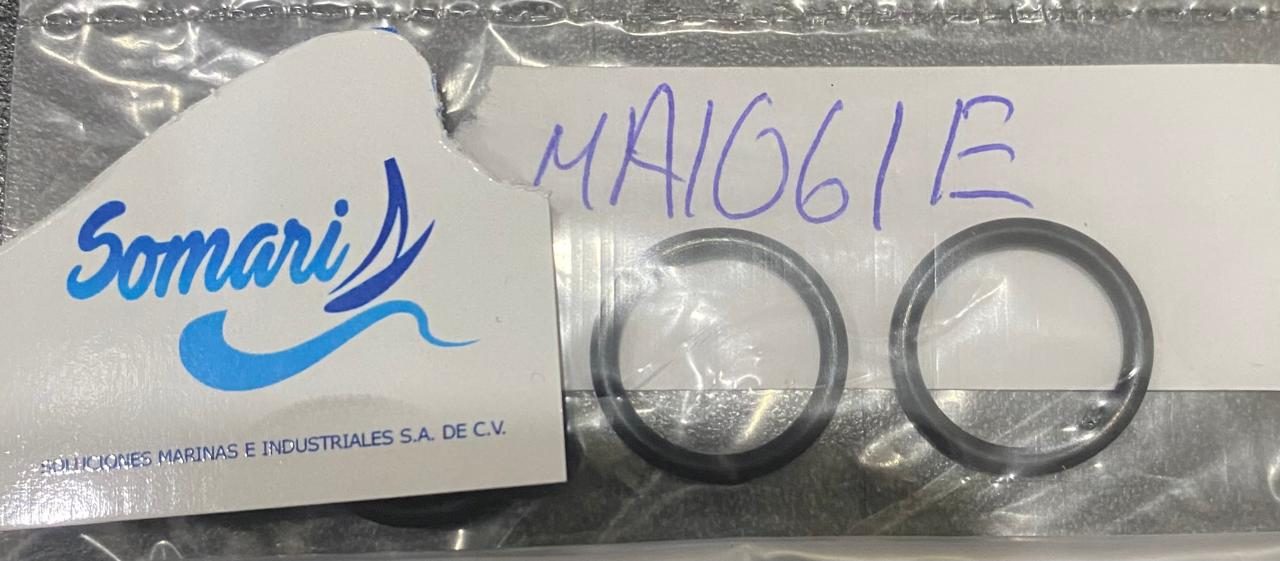 MA1061E
Somari
SOLUCIONES MARINAS E INDUSTRIALES S.A. DE C.V.